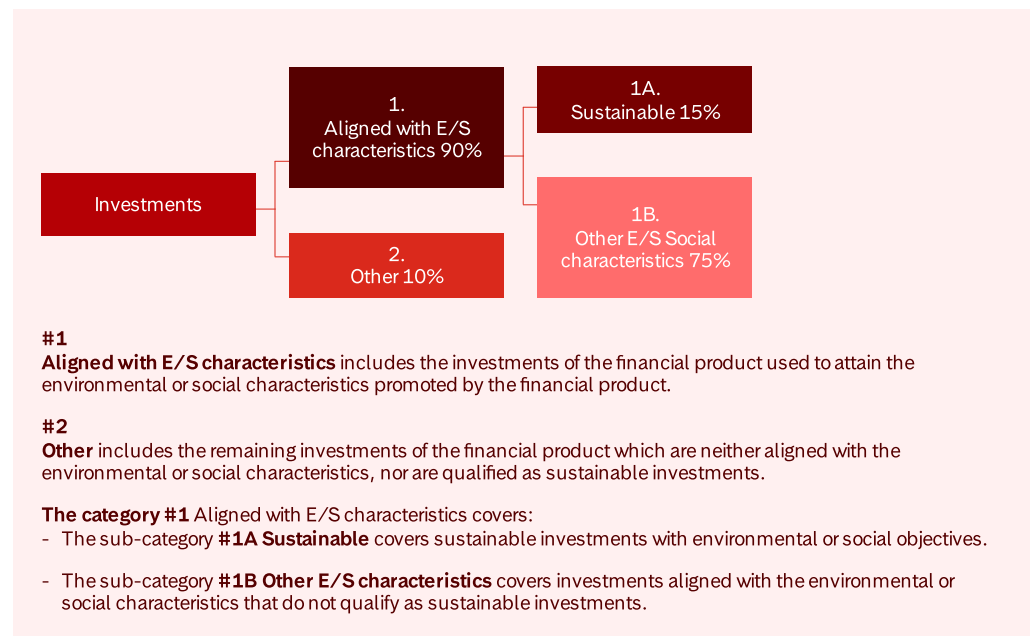 Investments
1.
Aligned with E/S
characteristics 90%
2.
Other 10%
1A.
Sustainable 15%
1B.
Other E/S Social
characteristics 75%
#1
Aligned with E/S characteristics includes the investments of the financial product used to attain the
environmental or social characteristics promoted by the financial product.
#2
Other includes the remaining investments of the financial product which are neither aligned with the
environmental or social characteristics, nor are qualified as sustainable investments.
The category #1 Aligned with E/S characteristics covers:
- The sub-category #1A Sustainable covers sustainable investments with environmental or social objectives.
- The sub-category #1B Other E/S characteristics covers investments aligned with the environmental or
social characteristics that do not qualify as sustainable investments.